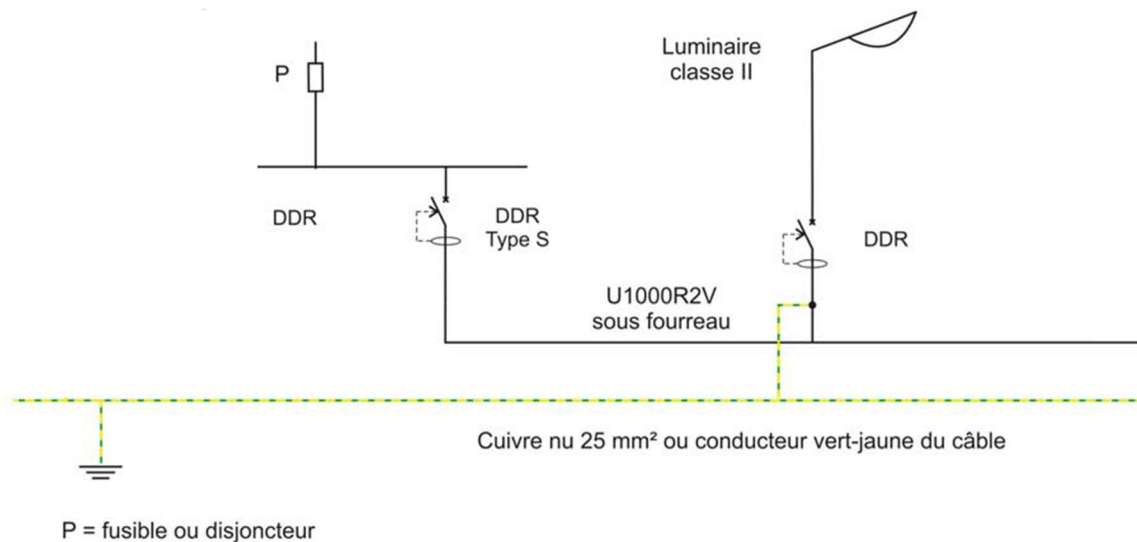 Luminaire
classe II
P
DDR
DDR
Type S
DDR
U1000R2V
sous fourreau
Cuivre nu 25 mm² ou conducteur vert-jaune du câble
P = fusible ou disjoncteur